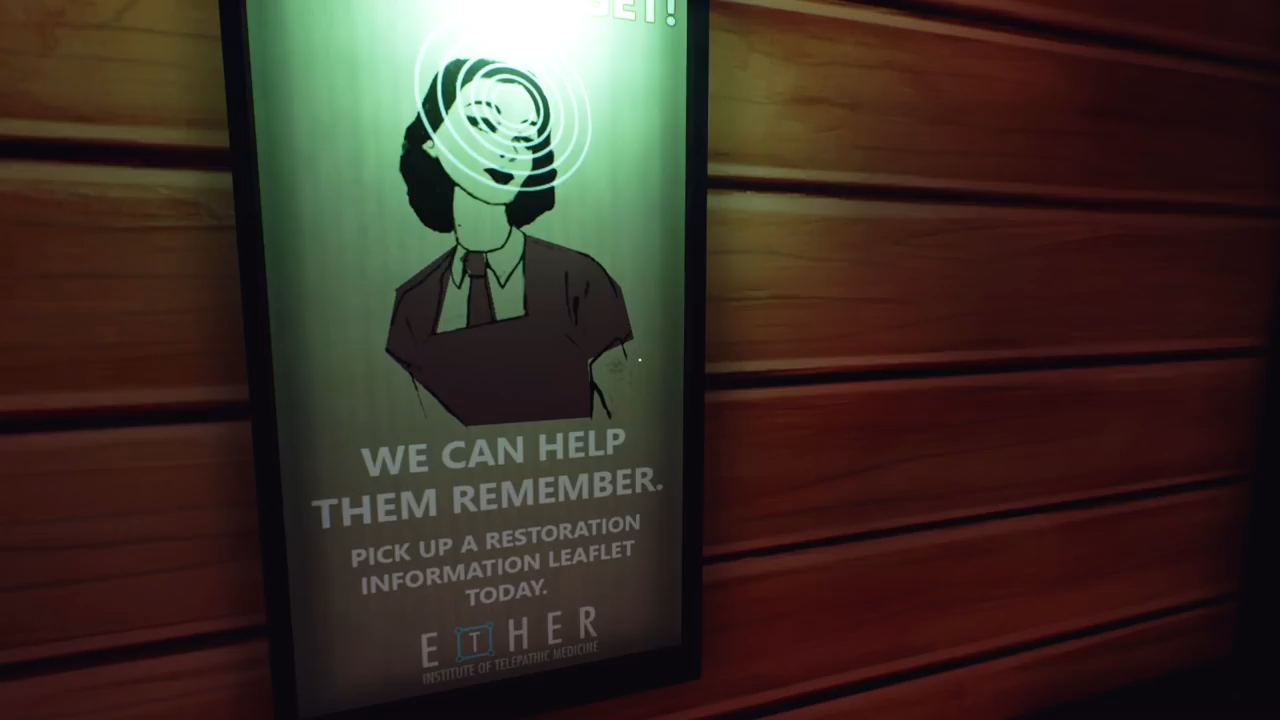 WE CAN HELP
THEM REMEMBER.
PICK UP A RESTORATION
INFORMATION LEAFLET
TODAY.
ETHER
INSTITUTE OF TELEPATHIC MEDICINE